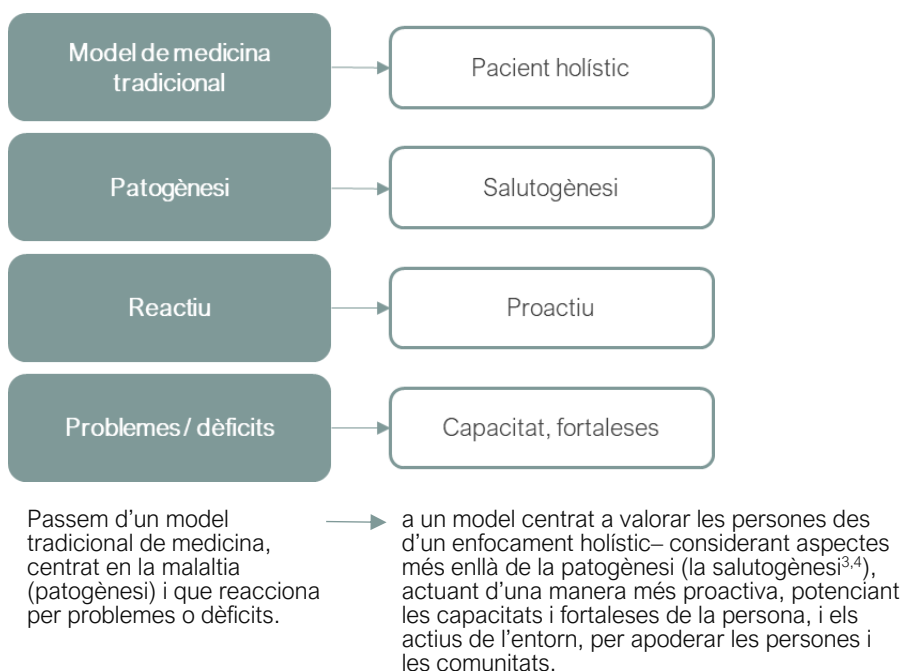 Model de medicina
tradicional
Pacient holístic
Patogènesi
Salutogènesi
Reactiu
Proactiu
Problemes / dèficits
Capacitat, fortaleses
Passem d’un model
tradicional de medicina,
centrat en la malaltia
(patogènesi) i que reacciona
per problemes o dèficits.
a un model centrat a valorar les persones des
d’un enfocament holístic– considerant aspectes
més enllà de la patogènesi (la salutogènesi³,⁴),
actuant d’una manera més proactiva, potenciant
les capacitats i fortaleses de la persona, i els
actius de l’entorn, per apoderar les persones i
les comunitats.